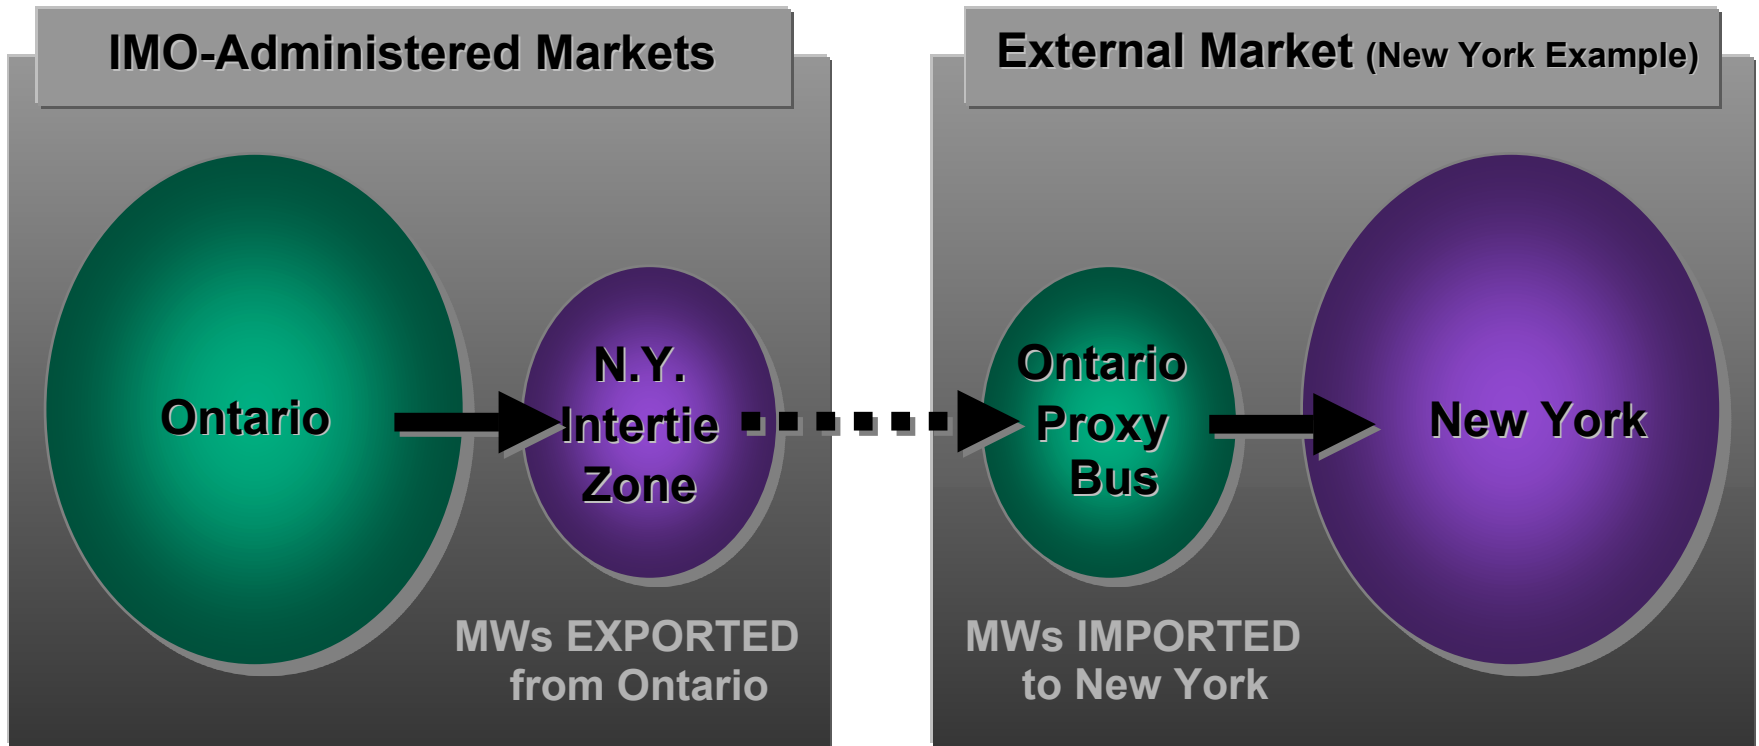 IMO-Administered Markets
Ontario
N.Y.
Intertie
Zone
MWs EXPORTED
from Ontario
External Market (New York Example)
Ontario
Proxy
Bus
New York
MWs IMPORTED
to New York